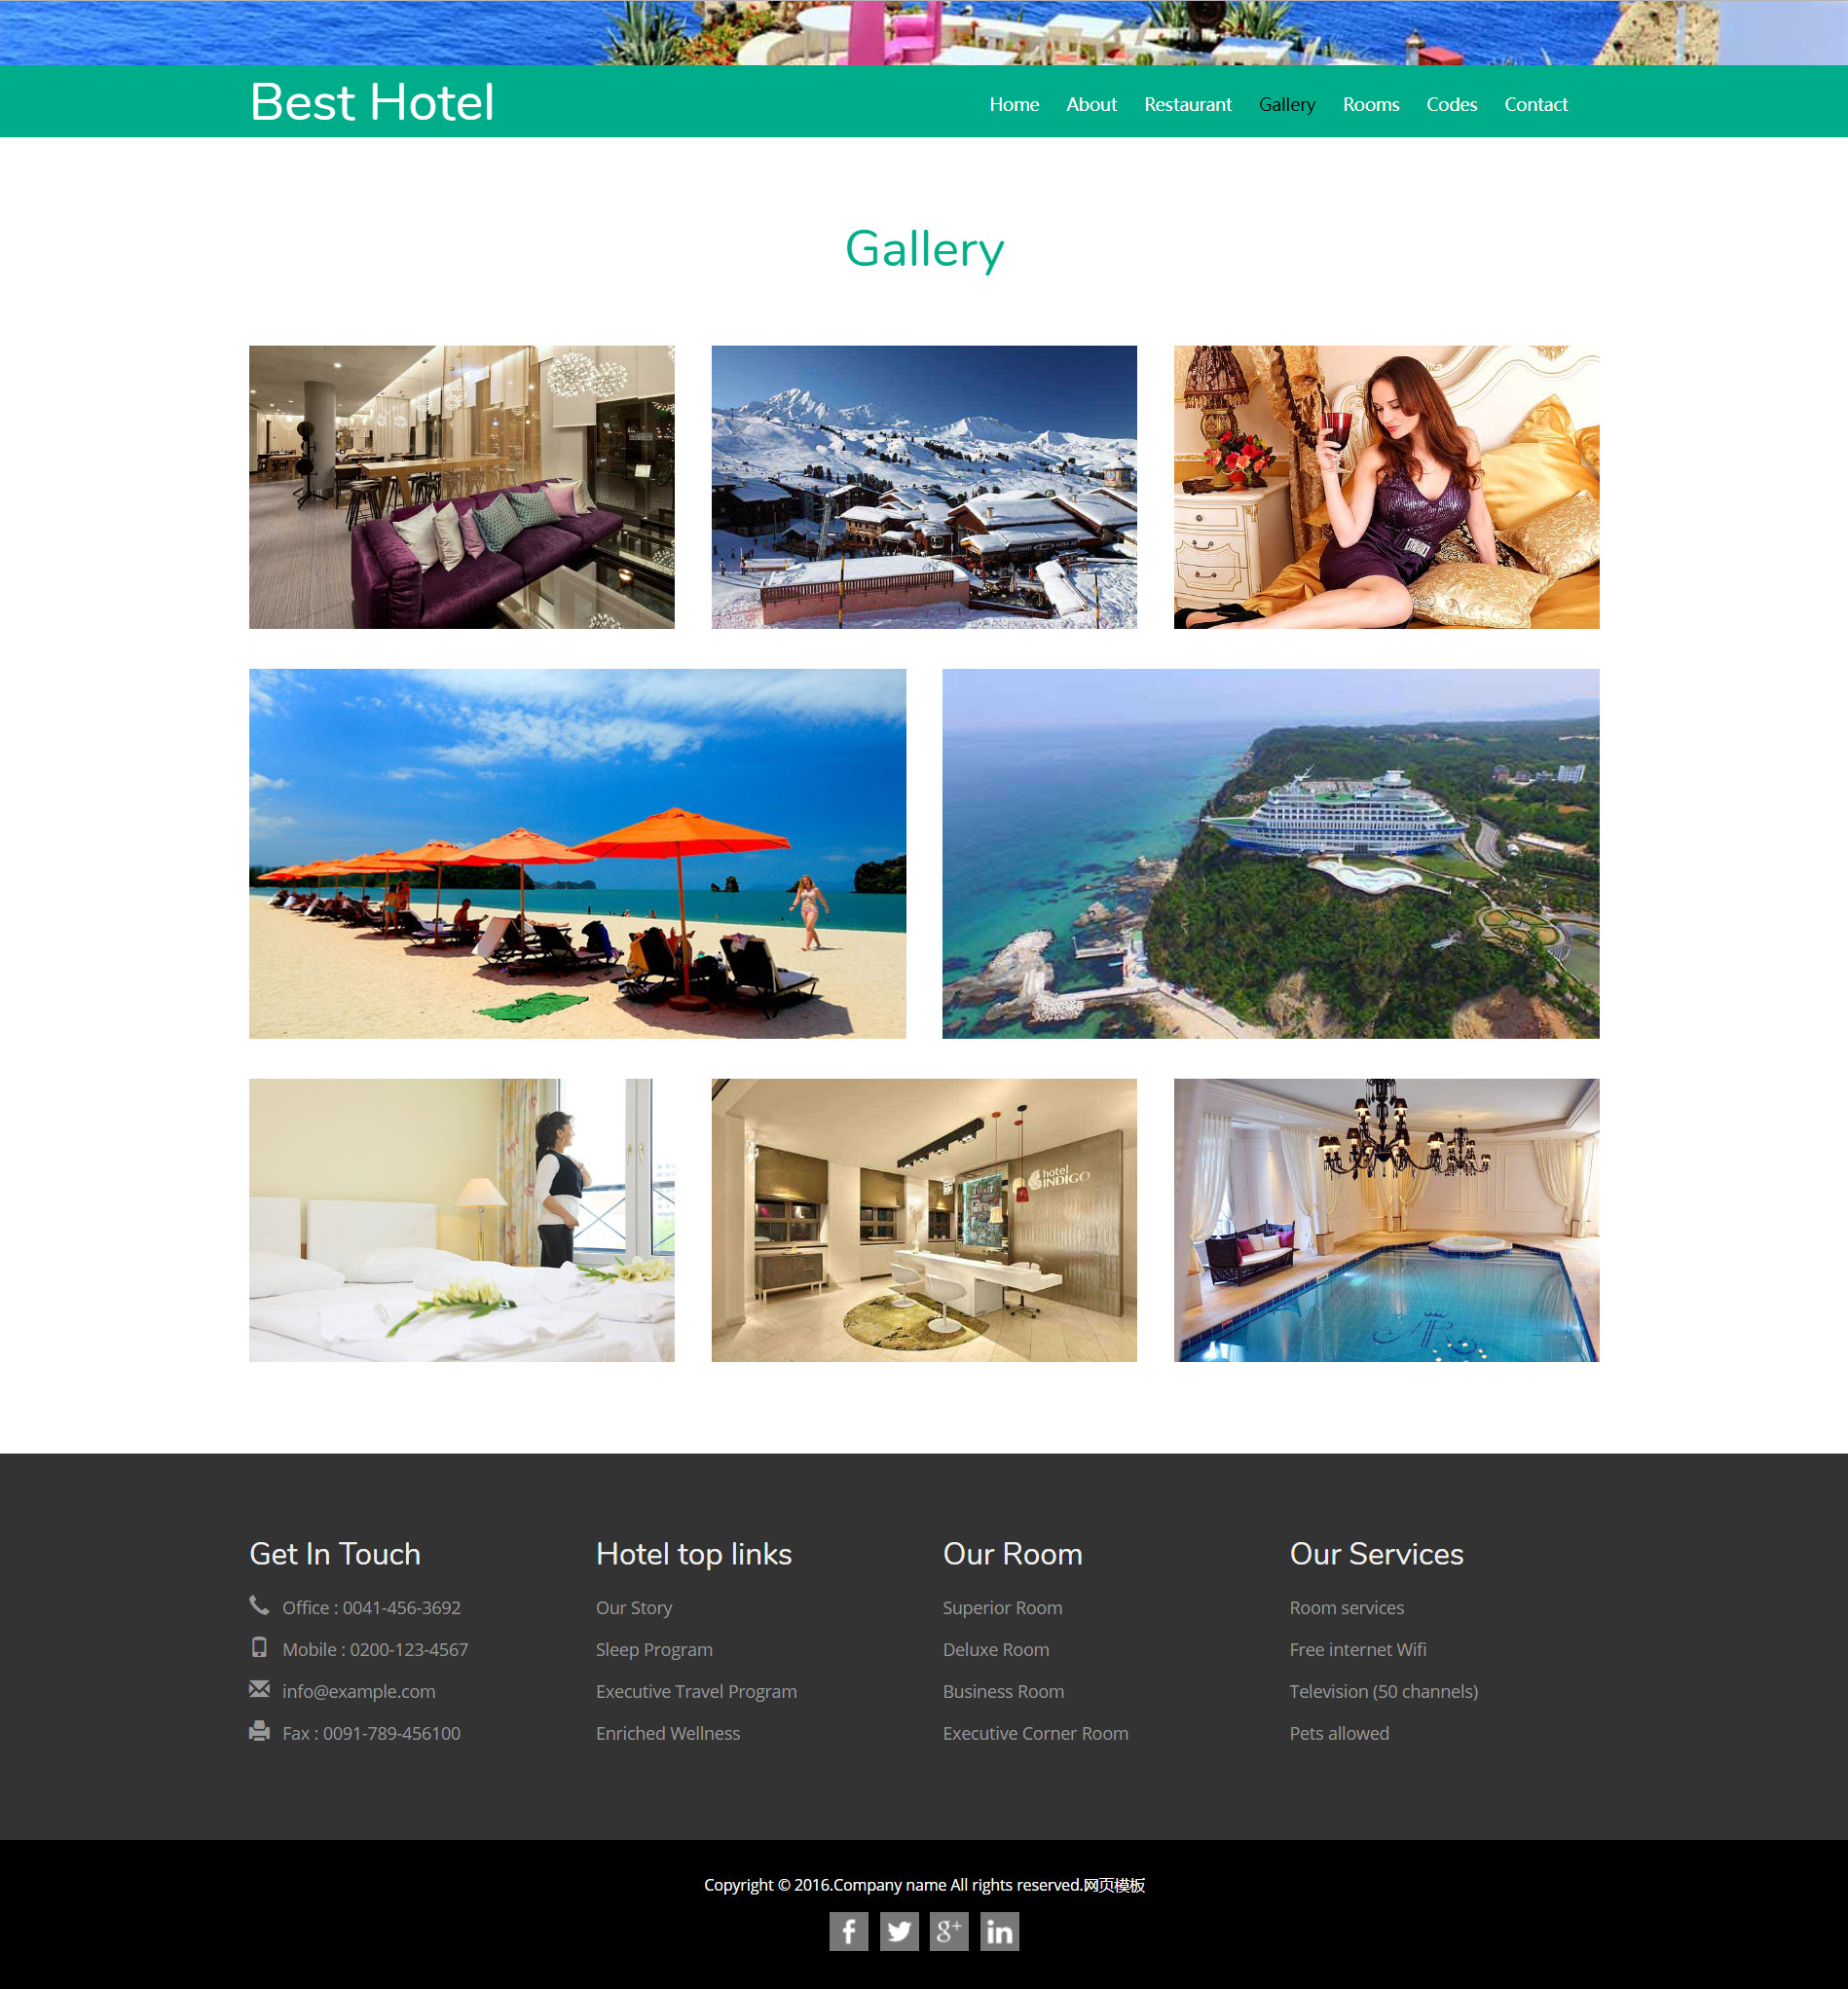 Best Hotel
Home About Restaurant Gallery Rooms Codes Contact
Gallery
hotel
INDIGO
Get In Touch
Office : 0041-456-3692
Mobile : 0200-123-4567
info@example.com
Fax : 0091-789-456100
Hotel top links
Our Story
Sleep Program
Executive Travel Program
Enriched Wellness
Our Room
Superior Room
Deluxe Room
Business Room
Executive Corner Room
Our Services
Room services
Free internet Wifi
Television (50 channels)
Pets allowed
Copyright © 2016.Company name All rights reserved.网页模板
f g+ in